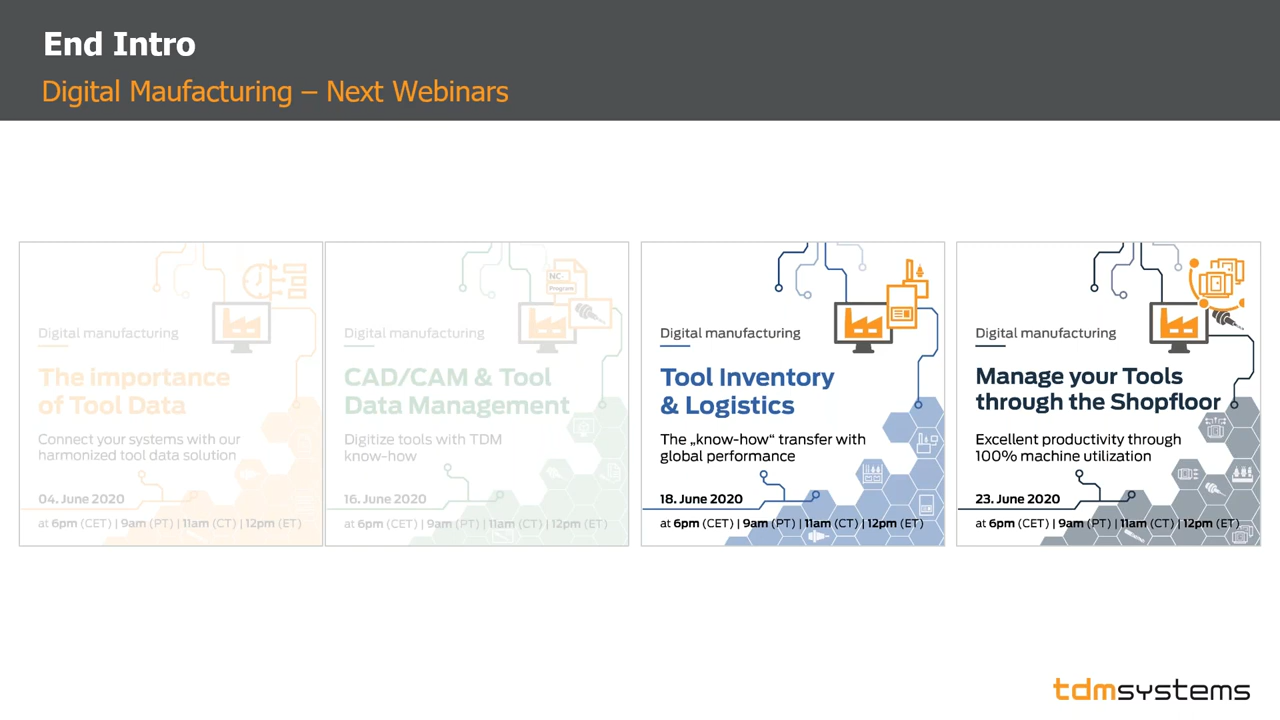 End Intro
Digital Maufacturing – Next Webinars
Digital manufacturing
The importance
of Tool Data
Connect your systems with our
harmonized tool data solution
04. June 2020
at 6pm (CET) | 9am (PT) | 11am (CT) | 12pm (ET)
NC-
Program
Digital manufacturing
CAD/CAM & Tool
Data Management
Digitize tools with TDM
know-how
16. June 2020
at 6pm (CET) | 9am (PT) | 11am (CT) | 12pm (ET)
Digital manufacturing
Tool Inventory
& Logistics
The „know-how“ transfer with
global performance
18. June 2020
at 6pm (CET) | 9am (PT) | 11am (CT) | 12pm (ET)
Digital manufacturing
Manage your Tools
through the Shopfloor
Excellent productivity through
100% machine utilization
23. June 2020
at 6pm (CET) | 9am (PT) | 11am (CT) | 12pm (ET)
tdmsystems